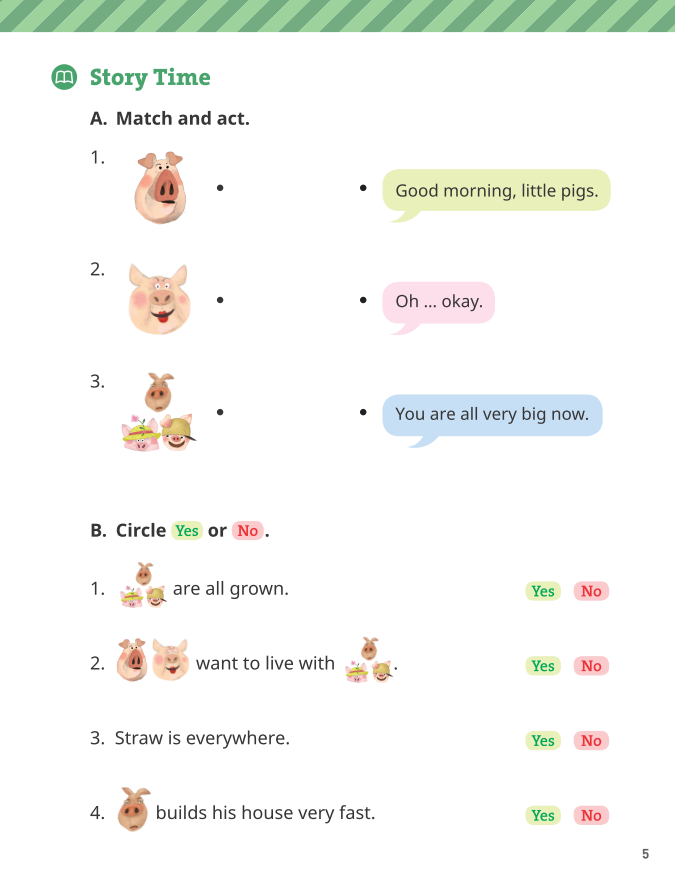 Story Time
A. Match and act.
1.
Good morning, little pigs.
2.
Oh ... okay.
3.
You are all very big now.
B. Circle Yes or No.
1. are all grown. Yes No
2. want to live with . Yes No
3. Straw is everywhere. Yes No
4. builds his house very fast. Yes No
5